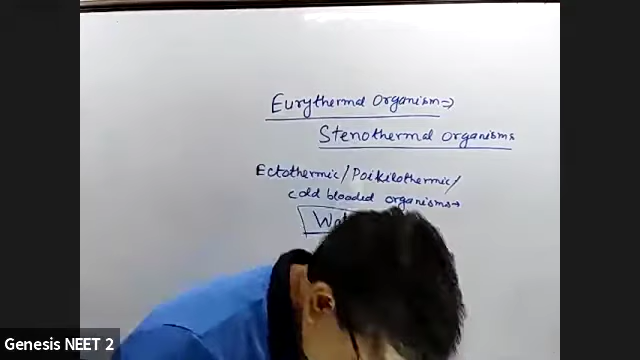 Eurythermal Organism⇒
Stenothermal organisms
Ectothermic/Poikilothermic/
cold blooded organisms→
Genesis NEET 2